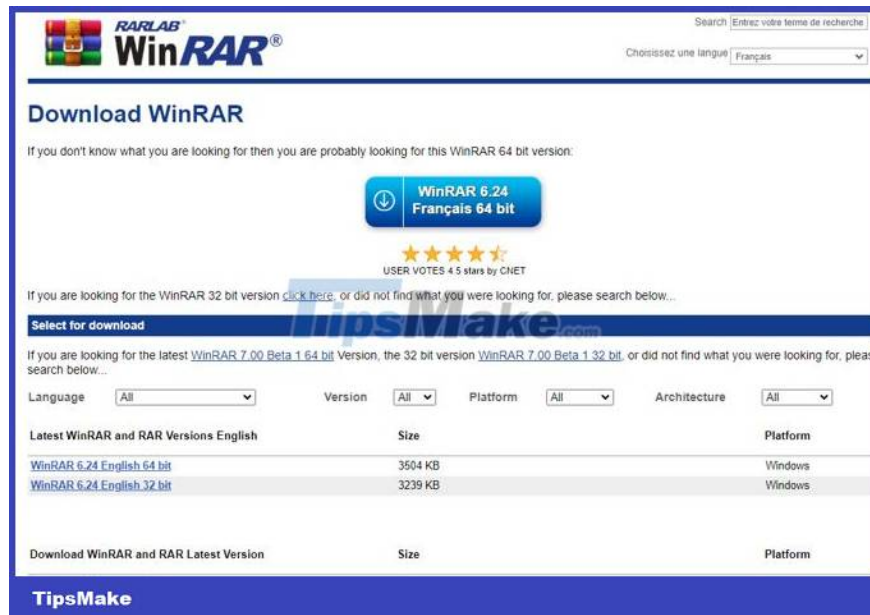 RARLAB®
WinRAR®
Search Entrez votre terme de recherche
Choisissez une langue Français
Download WinRAR
If you don't know what you are looking for then you are probably looking for this WinRAR 64 bit version:
WinRAR 6.24
Français 64 bit
USER VOTES 4.5 stars by CNET
If you are looking for the WinRAR 32 bit version click here, or did not find what you were looking for, please search below...
TipsMake.com
Select for download
If you are looking for the latest WinRAR 7.00 Beta 1 64 bit Version, the 32 bit version WinRAR 7.00 Beta 1 32 bit, or did not find what you were looking for, pleas
search below...
Language All Version All Platform All Architecture All
Latest WinRAR and RAR Versions English Size Platform
WinRAR 6.24 English 64 bit 3504 KB Windows
WinRAR 6.24 English 32 bit 3239 KB Windows
Download WinRAR and RAR Latest Version Size Platform
TipsMake